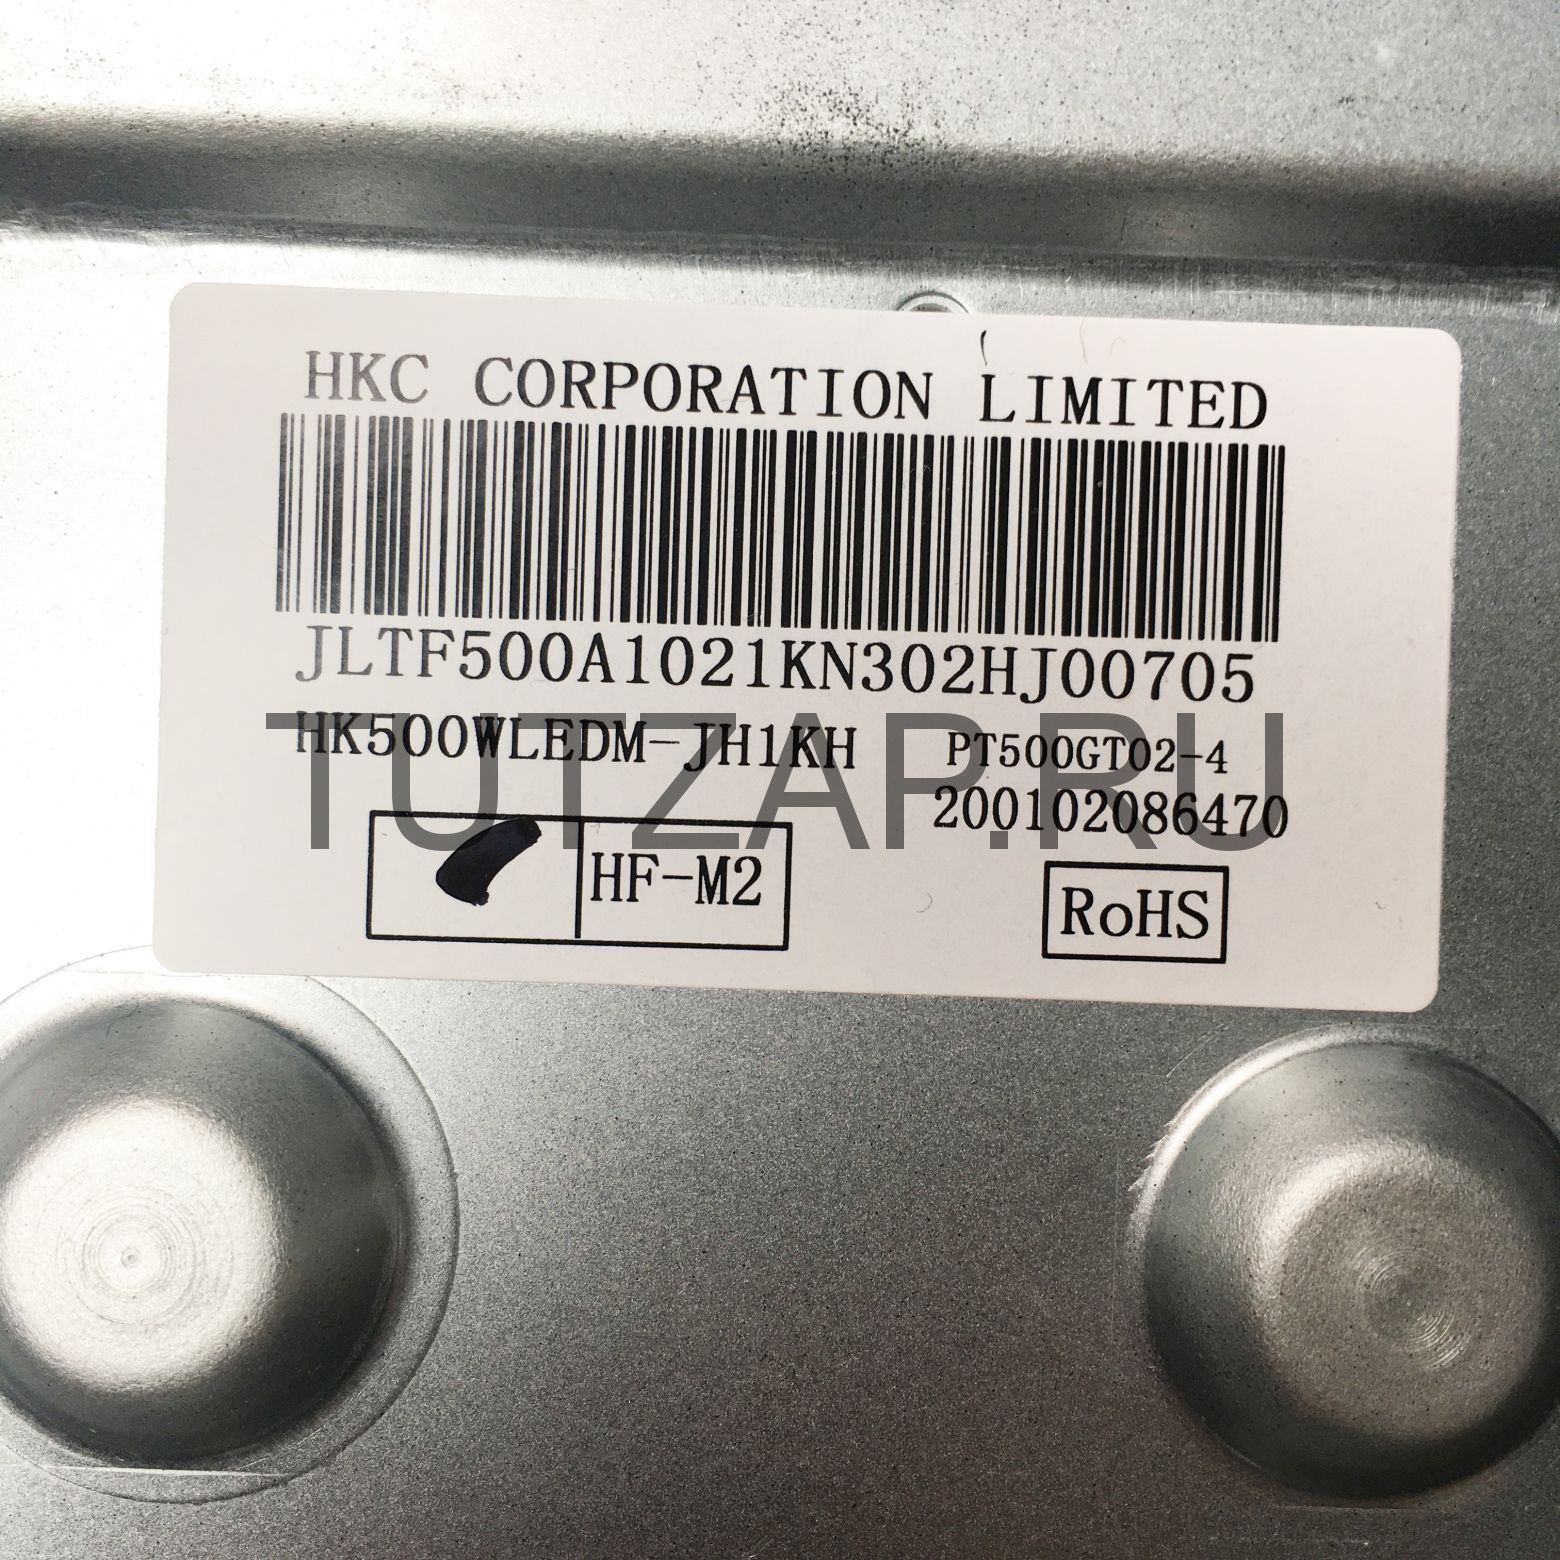 HKC CORPORATION LIMITED
JLTF500A1021KN302HJ00705
HK500WLEDM-JH1KH PT500GT02-4
TUTZAP.RU
200102086470
HF-M2
RoHS